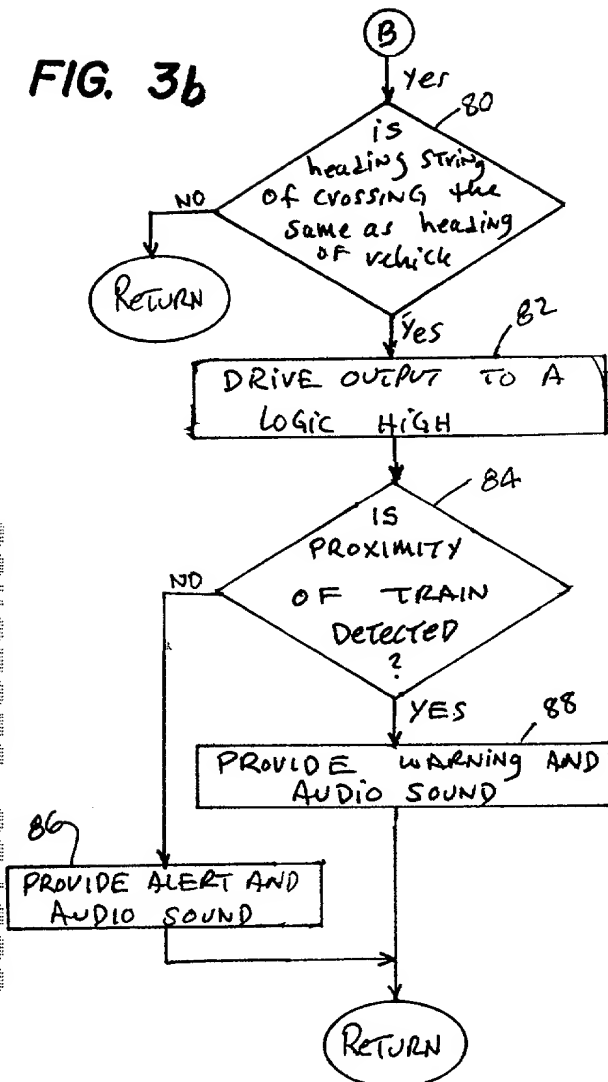 FIG. 3b
B
Yes
80
is
heading string
of crossing the
same as heading
of vehicle
NO
RETURN
Yes
82
DRIVE OUTPUT TO A
LOGIC HIGH
84
IS
PROXIMITY
OF TRAIN
DETECTED
?
NO
YES
88
PROVIDE WARNING AND
AUDIO SOUND
86
PROVIDE ALERT AND
AUDIO SOUND
RETURN